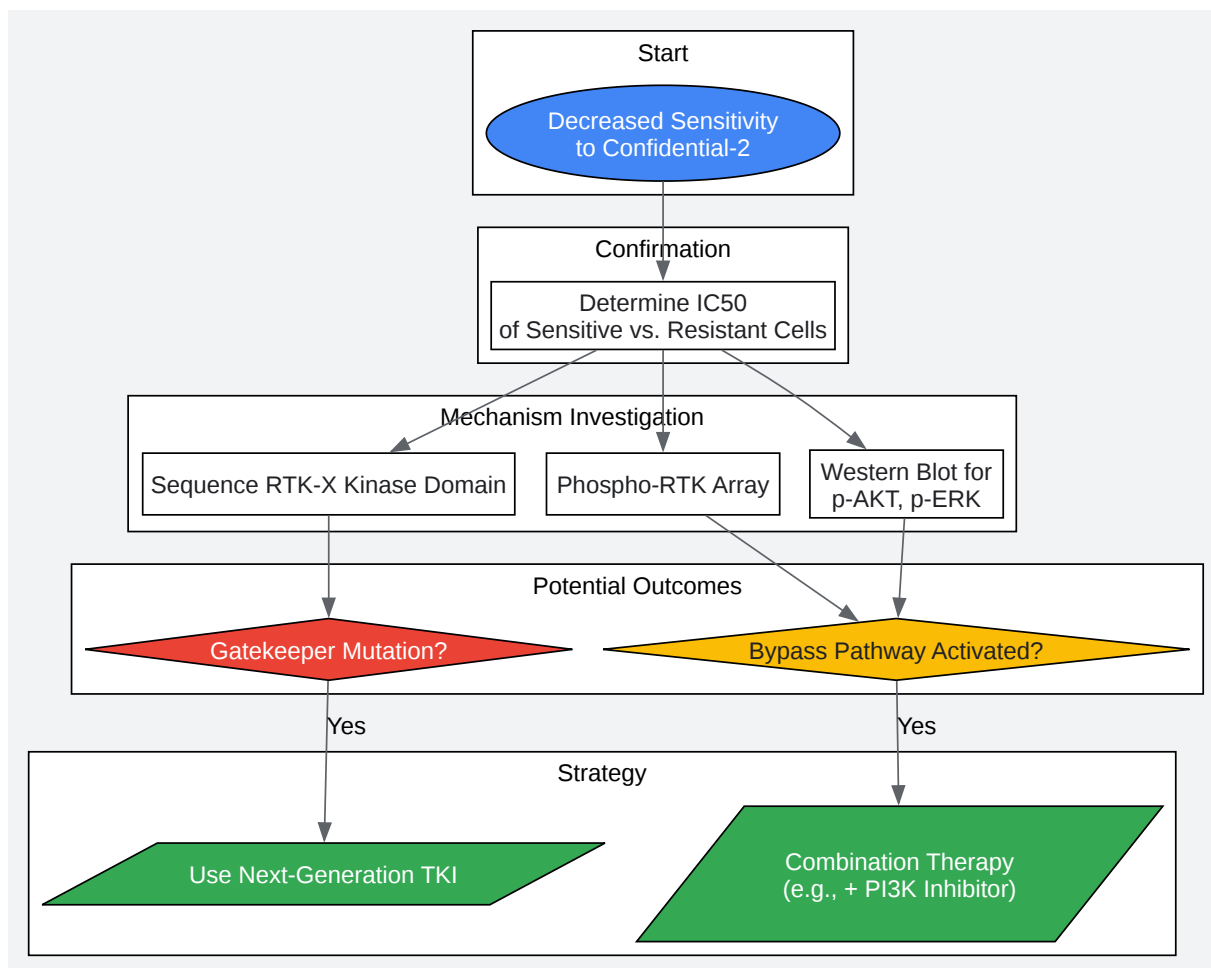 Start
Decreased Sensitivity
to Confidential-2
Confirmation
Determine IC50
of Sensitive vs. Resistant Cells
Mechanism Investigation
Sequence RTK-X Kinase Domain
Phospho-RTK Array
Western Blot for
p-AKT, p-ERK
Potential Outcomes
Gatekeeper Mutation?
Bypass Pathway Activated?
Yes
Yes
Strategy
Use Next-Generation TKI
Combination Therapy
(e.g., + PI3K Inhibitor)